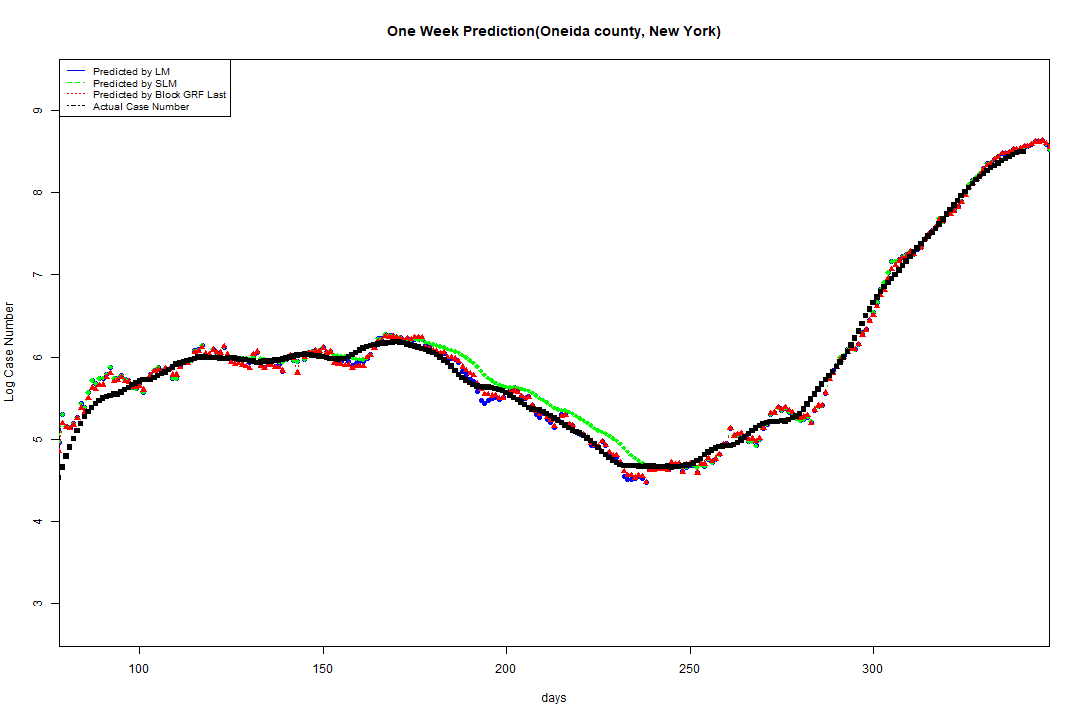 One Week Prediction(Oneida county, New York)
Predicted by LM
Predicted by SLM
Predicted by Block GRF Last
Actual Case Number
9
8
7
6
5
4
3
Log Case Number
100 150 200 250 300
days